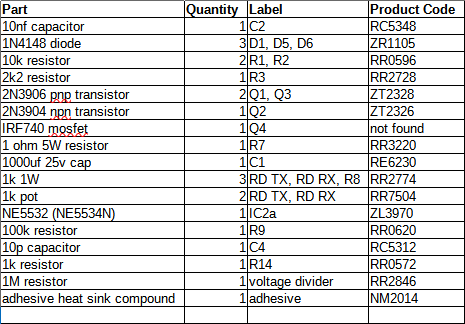 Part Quantity Label Product Code
10nf capacitor 1 C2 RC5348
1N4148 diode 3 D1, D5, D6 ZR1105
10k resistor 2 R1, R2 RR0596
2k2 resistor 1 R3 RR2728
2N3906 pnp transistor 2 Q1, Q3 ZT2328
2N3904 npn transistor 1 Q2 ZT2326
IRF740 mosfet 1 Q4 not found
1 ohm 5W resistor 1 R7 RR3220
1000uf 25v cap 1 C1 RE6230
1k 1W 3 RD TX, RD RX, R8 RR2774
1k pot 2 RD TX, RD RX RR7504
NE5532 (NE5534N) 1 IC2a ZL3970
100k resistor 1 R9 RR0620
10p capacitor 1 C4 RC5312
1k resistor 1 R14 RR0572
1M resistor 1 voltage divider RR2846
adhesive heat sink compound 1 adhesive NM2014